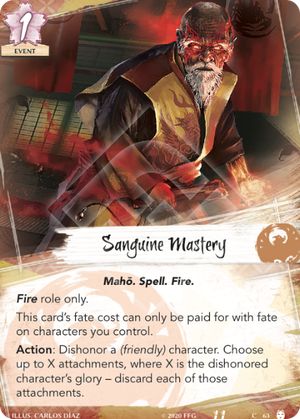 1
EVENT
Sanguine Mastery
Mahō. Spell. Fire.
Fire role only.
This card's fate cost can only be paid for with fate
on characters you control.
Action: Dishonor a (friendly) character. Choose
up to X attachments, where X is the dishonored
character's glory – discard each of those
attachments.
ILLUS. CARLOS DÍAZ © 2020 FFG 11 C 63